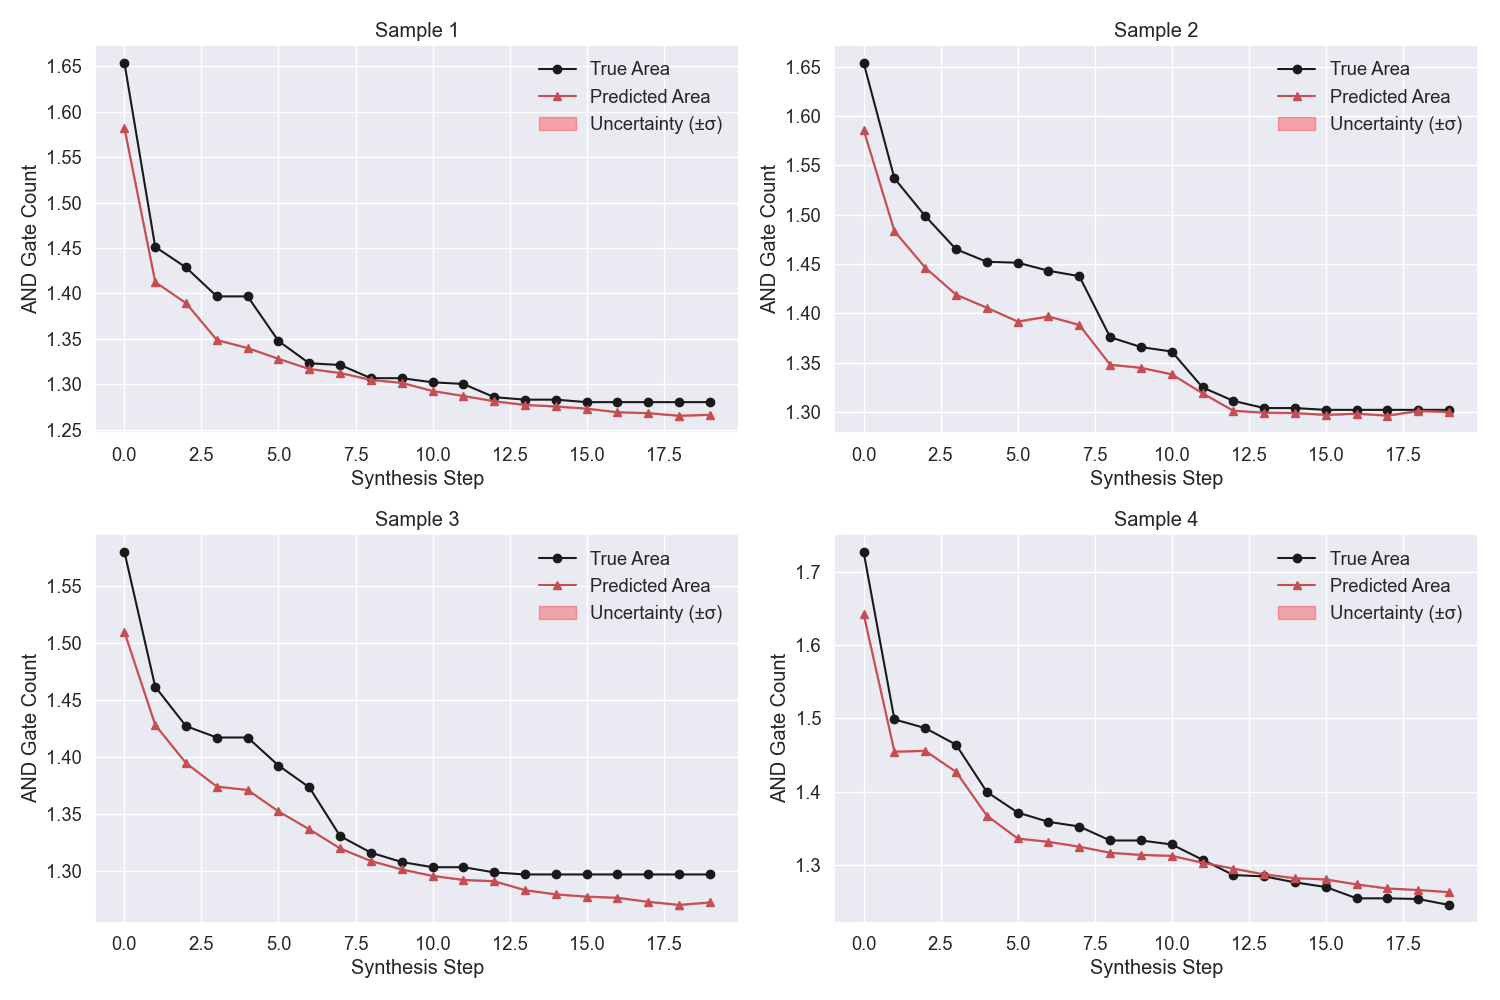 Sample 1
1.65
1.60
1.55
1.50
1.45
1.40
1.35
1.30
1.25
AND Gate Count
True Area
Predicted Area
Uncertainty (±σ)
0.0 2.5 5.0 7.5 10.0 12.5 15.0 17.5
Synthesis Step
Sample 2
1.65
1.60
1.55
1.50
1.45
1.40
1.35
1.30
AND Gate Count
True Area
Predicted Area
Uncertainty (±σ)
0.0 2.5 5.0 7.5 10.0 12.5 15.0 17.5
Synthesis Step
Sample 3
1.55
1.50
1.45
1.40
1.35
1.30
AND Gate Count
True Area
Predicted Area
Uncertainty (±σ)
0.0 2.5 5.0 7.5 10.0 12.5 15.0 17.5
Synthesis Step
Sample 4
1.7
1.6
1.5
1.4
1.3
AND Gate Count
True Area
Predicted Area
Uncertainty (±σ)
0.0 2.5 5.0 7.5 10.0 12.5 15.0 17.5
Synthesis Step